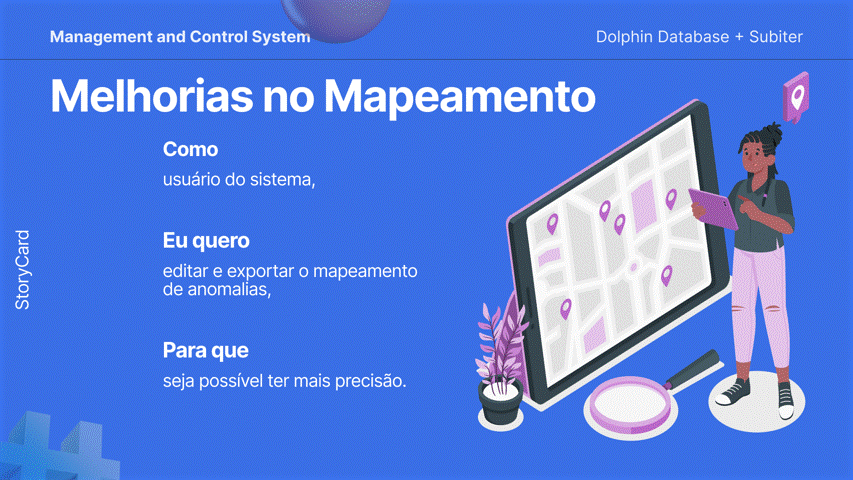 Management and Control System
Dolphin Database + Subiter
Melhorias no Mapeamento
Como
usuário do sistema,
Eu quero
editar e exportar o mapeamento
de anomalias,
Para que
seja possível ter mais precisão.
StoryCard